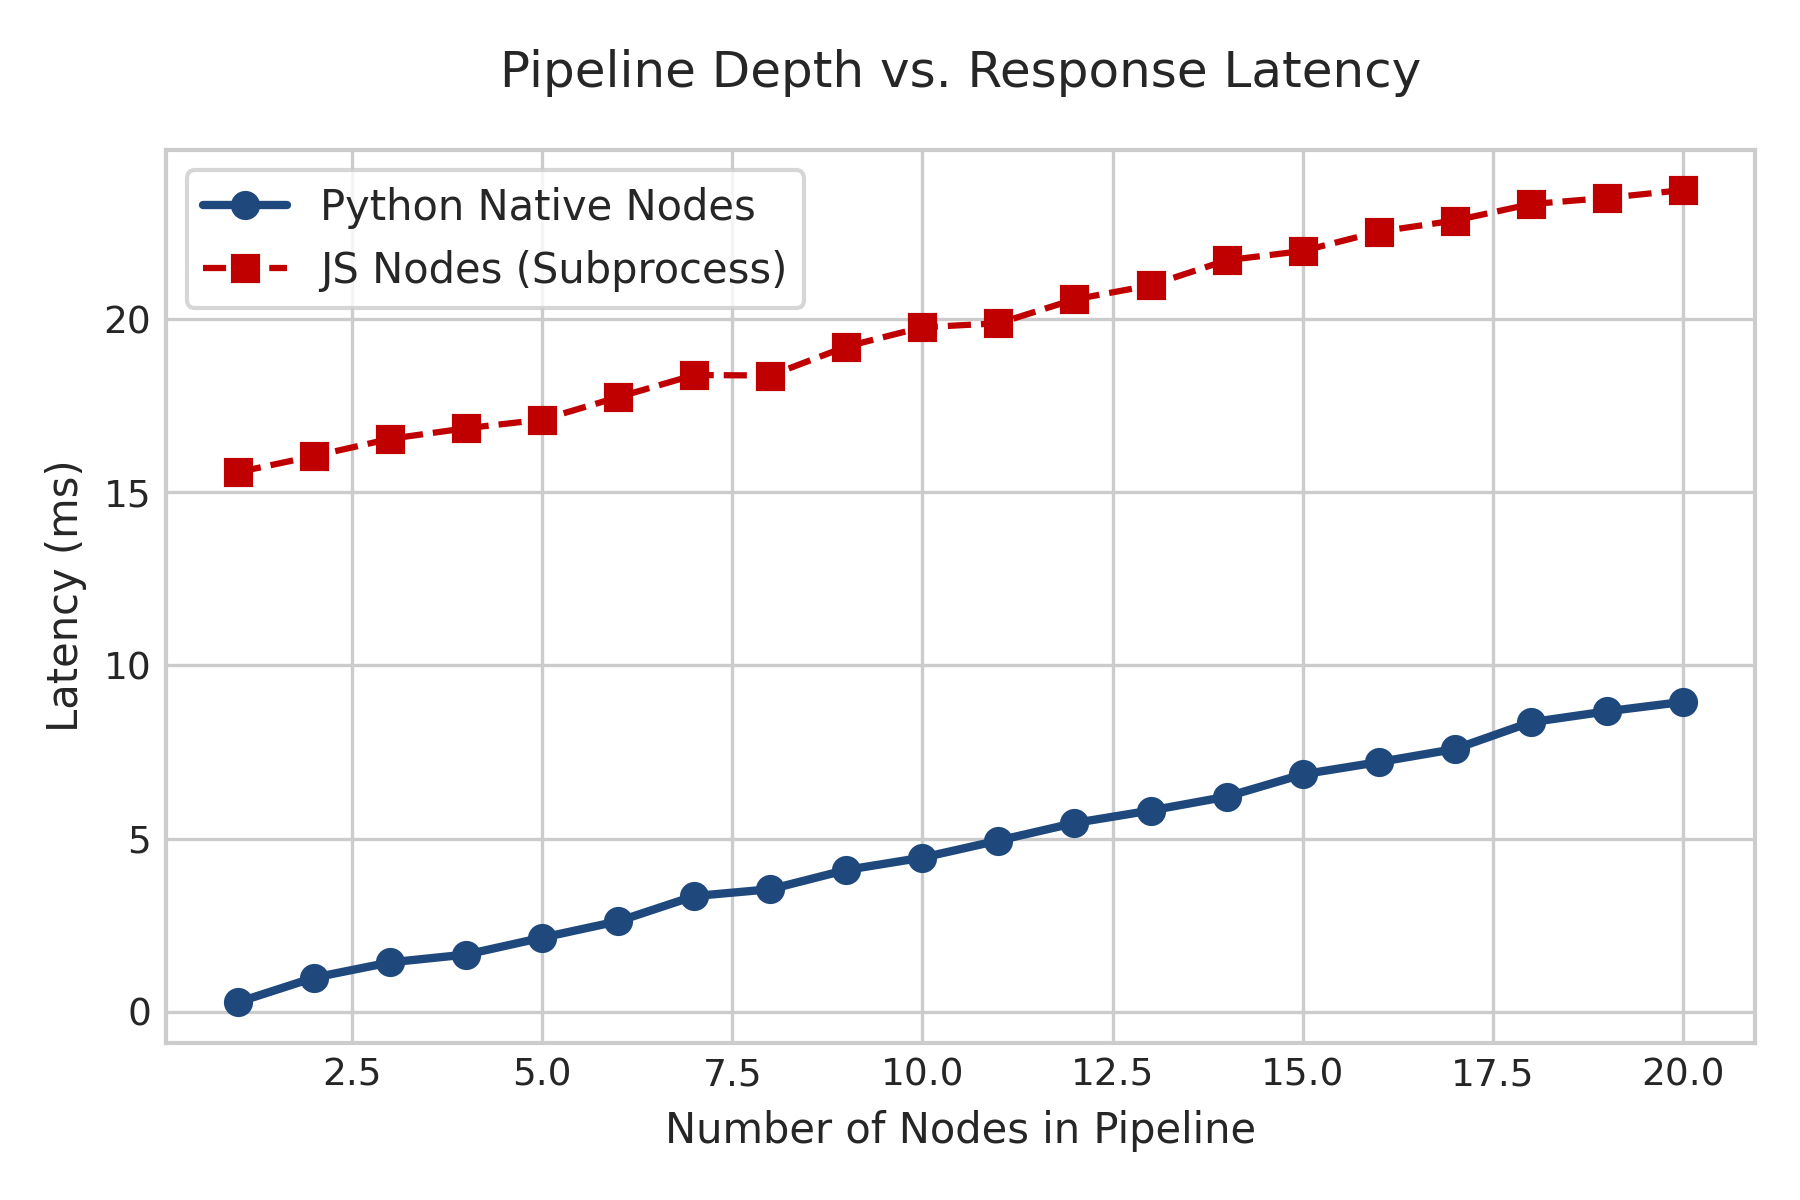 Pipeline Depth vs. Response Latency
Python Native Nodes
JS Nodes (Subprocess)
Latency (ms)
20
15
10
5
0
2.5 5.0 7.5 10.0 12.5 15.0 17.5 20.0
Number of Nodes in Pipeline